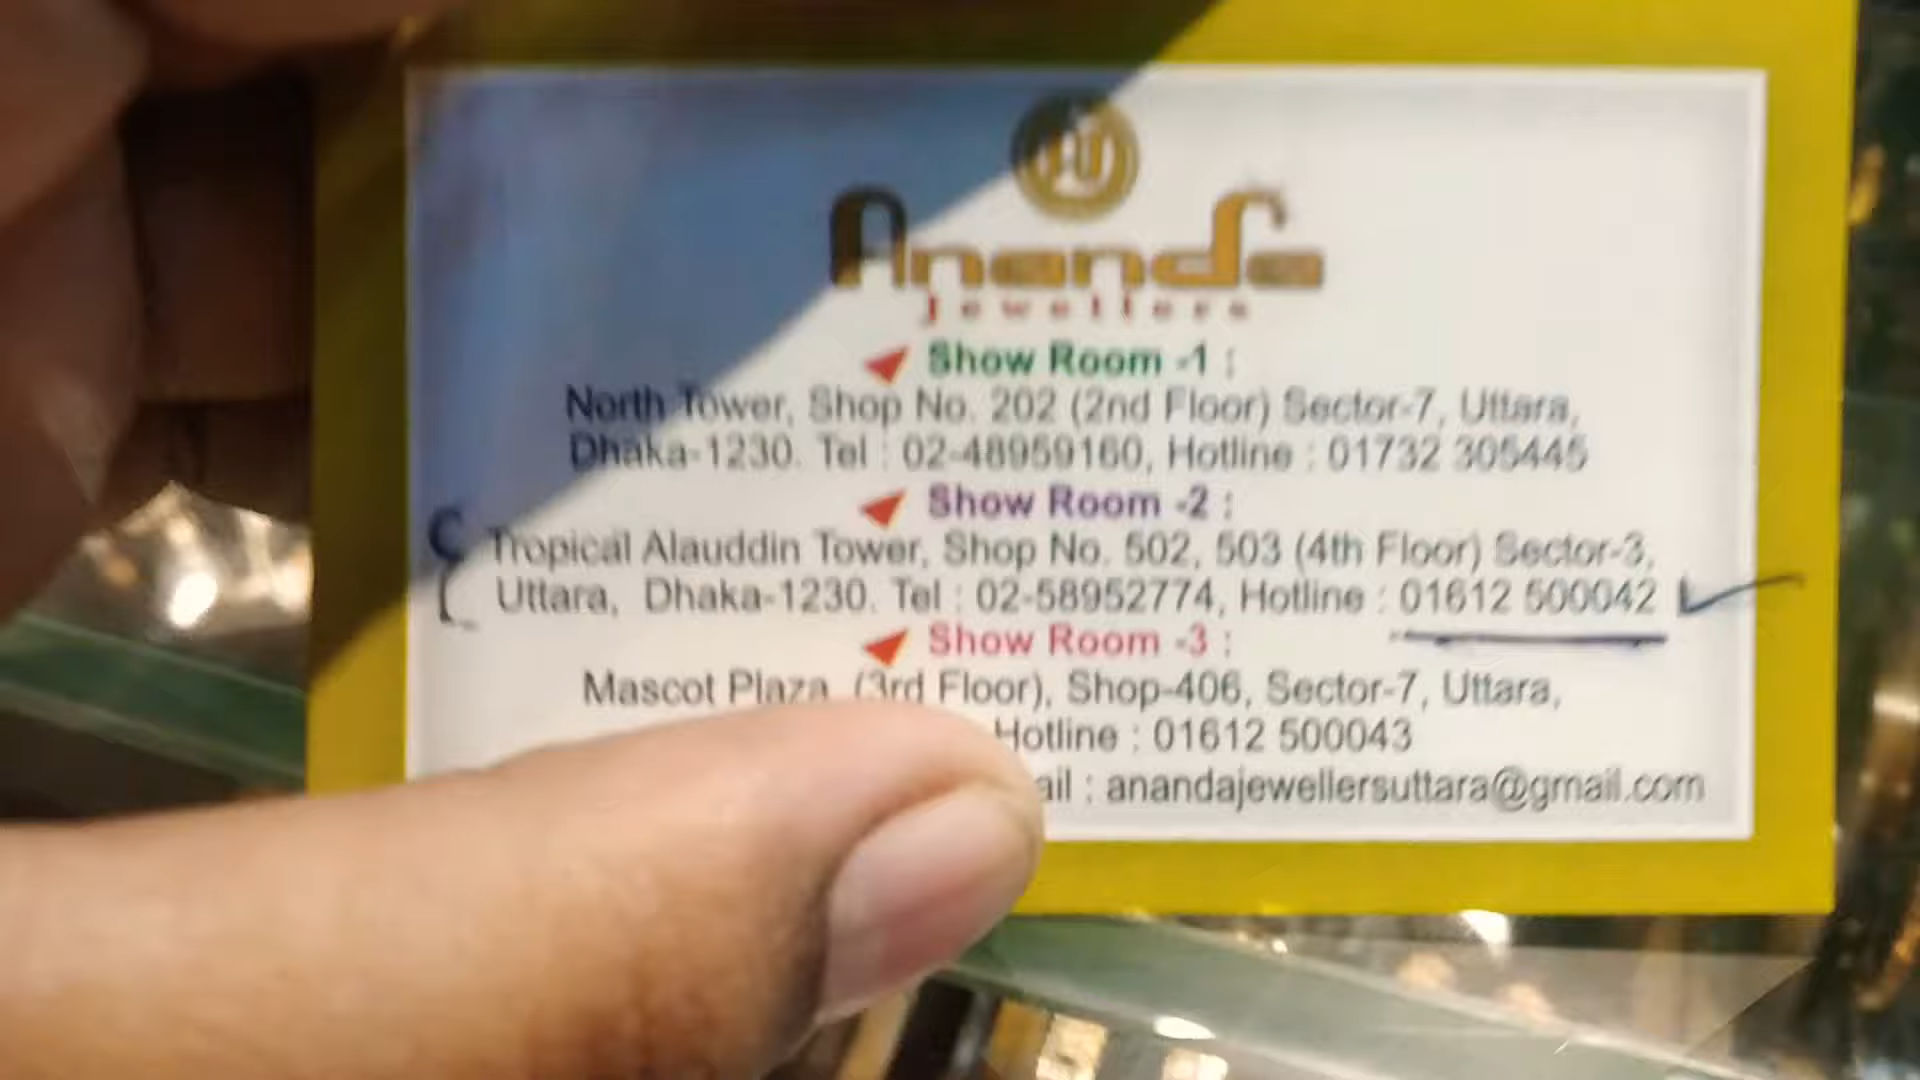 Ananda
Jewellers
Show Room -1 :
North Tower, Shop No. 202 (2nd Floor) Sector-7, Uttara,
Dhaka-1230. Tel : 02-48959160, Hotline : 01732 305445
Show Room -2 :
Tropical Alauddin Tower, Shop No. 502, 503 (4th Floor) Sector-3,
Uttara, Dhaka-1230. Tel : 02-58952774, Hotline : 01612 500042
Show Room -3 :
Mascot Plaza (3rd Floor), Shop-406, Sector-7, Uttara,
Hotline : 01612 500043
: anandajewellersuttara@gmail.com